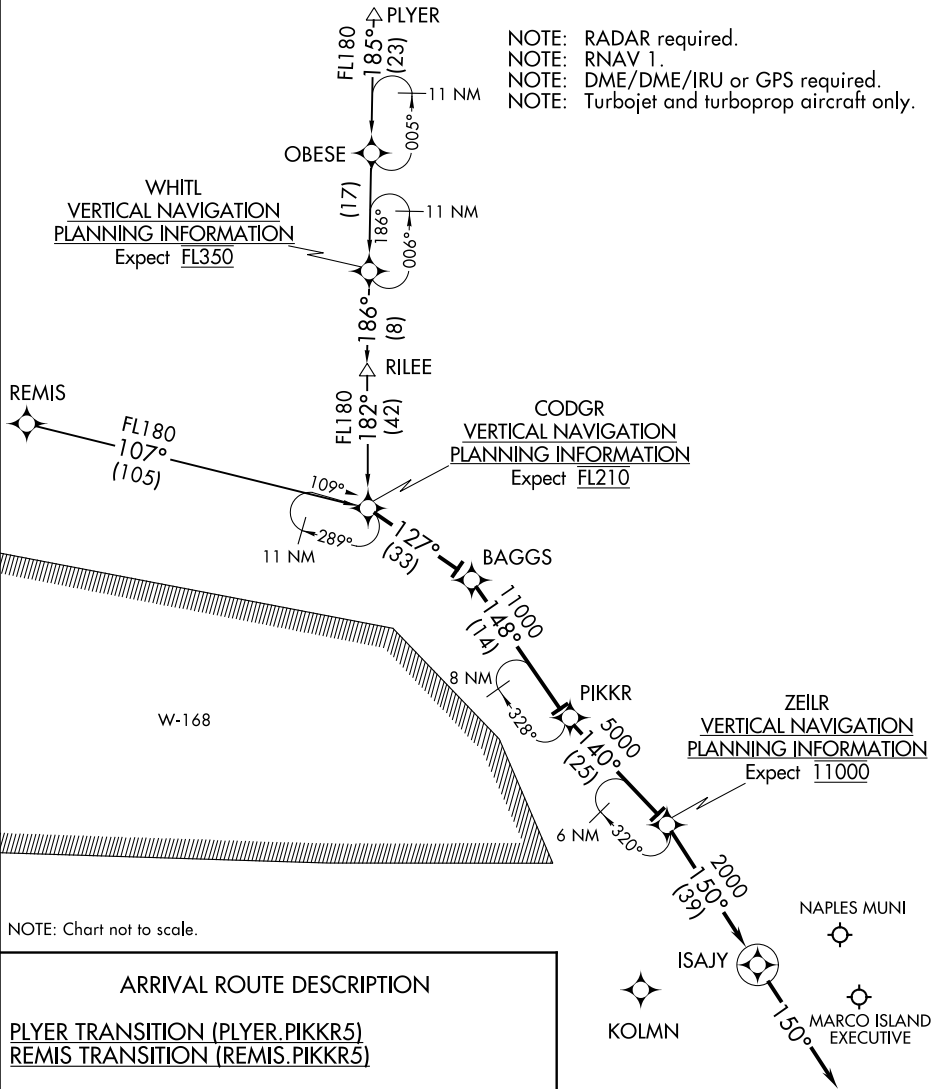 PLYER
NOTE: RADAR required.
NOTE: RNAV 1.
NOTE: DME/DME/IRU or GPS required.
NOTE: Turbojet and turboprop aircraft only.
FL180
185°
(23)
11 NM
005°
OBESE
(17)
186°
11 NM
006°
WHITL
VERTICAL NAVIGATION
PLANNING INFORMATION
Expect FL350
186°
(8)
RILEE
REMIS
FL180
107°
(105)
FL180
182°
(42)
CODGR
VERTICAL NAVIGATION
PLANNING INFORMATION
Expect FL210
109°
289°
11 NM
127°
(33)
BAGGS
11000
148°
(14)
8 NM
328°
PIKKR
W-168
5000
140°
(25)
ZEILR
VERTICAL NAVIGATION
PLANNING INFORMATION
Expect 11000
6 NM
320°
2000
150°
(39)
NAPLES MUNI
NOTE: Chart not to scale.
ISAJY
KOLMN
150°
MARCO ISLAND
EXECUTIVE
ARRIVAL ROUTE DESCRIPTION
PLYER TRANSITION (PLYER.PIKKR5)
REMIS TRANSITION (REMIS.PIKKR5)